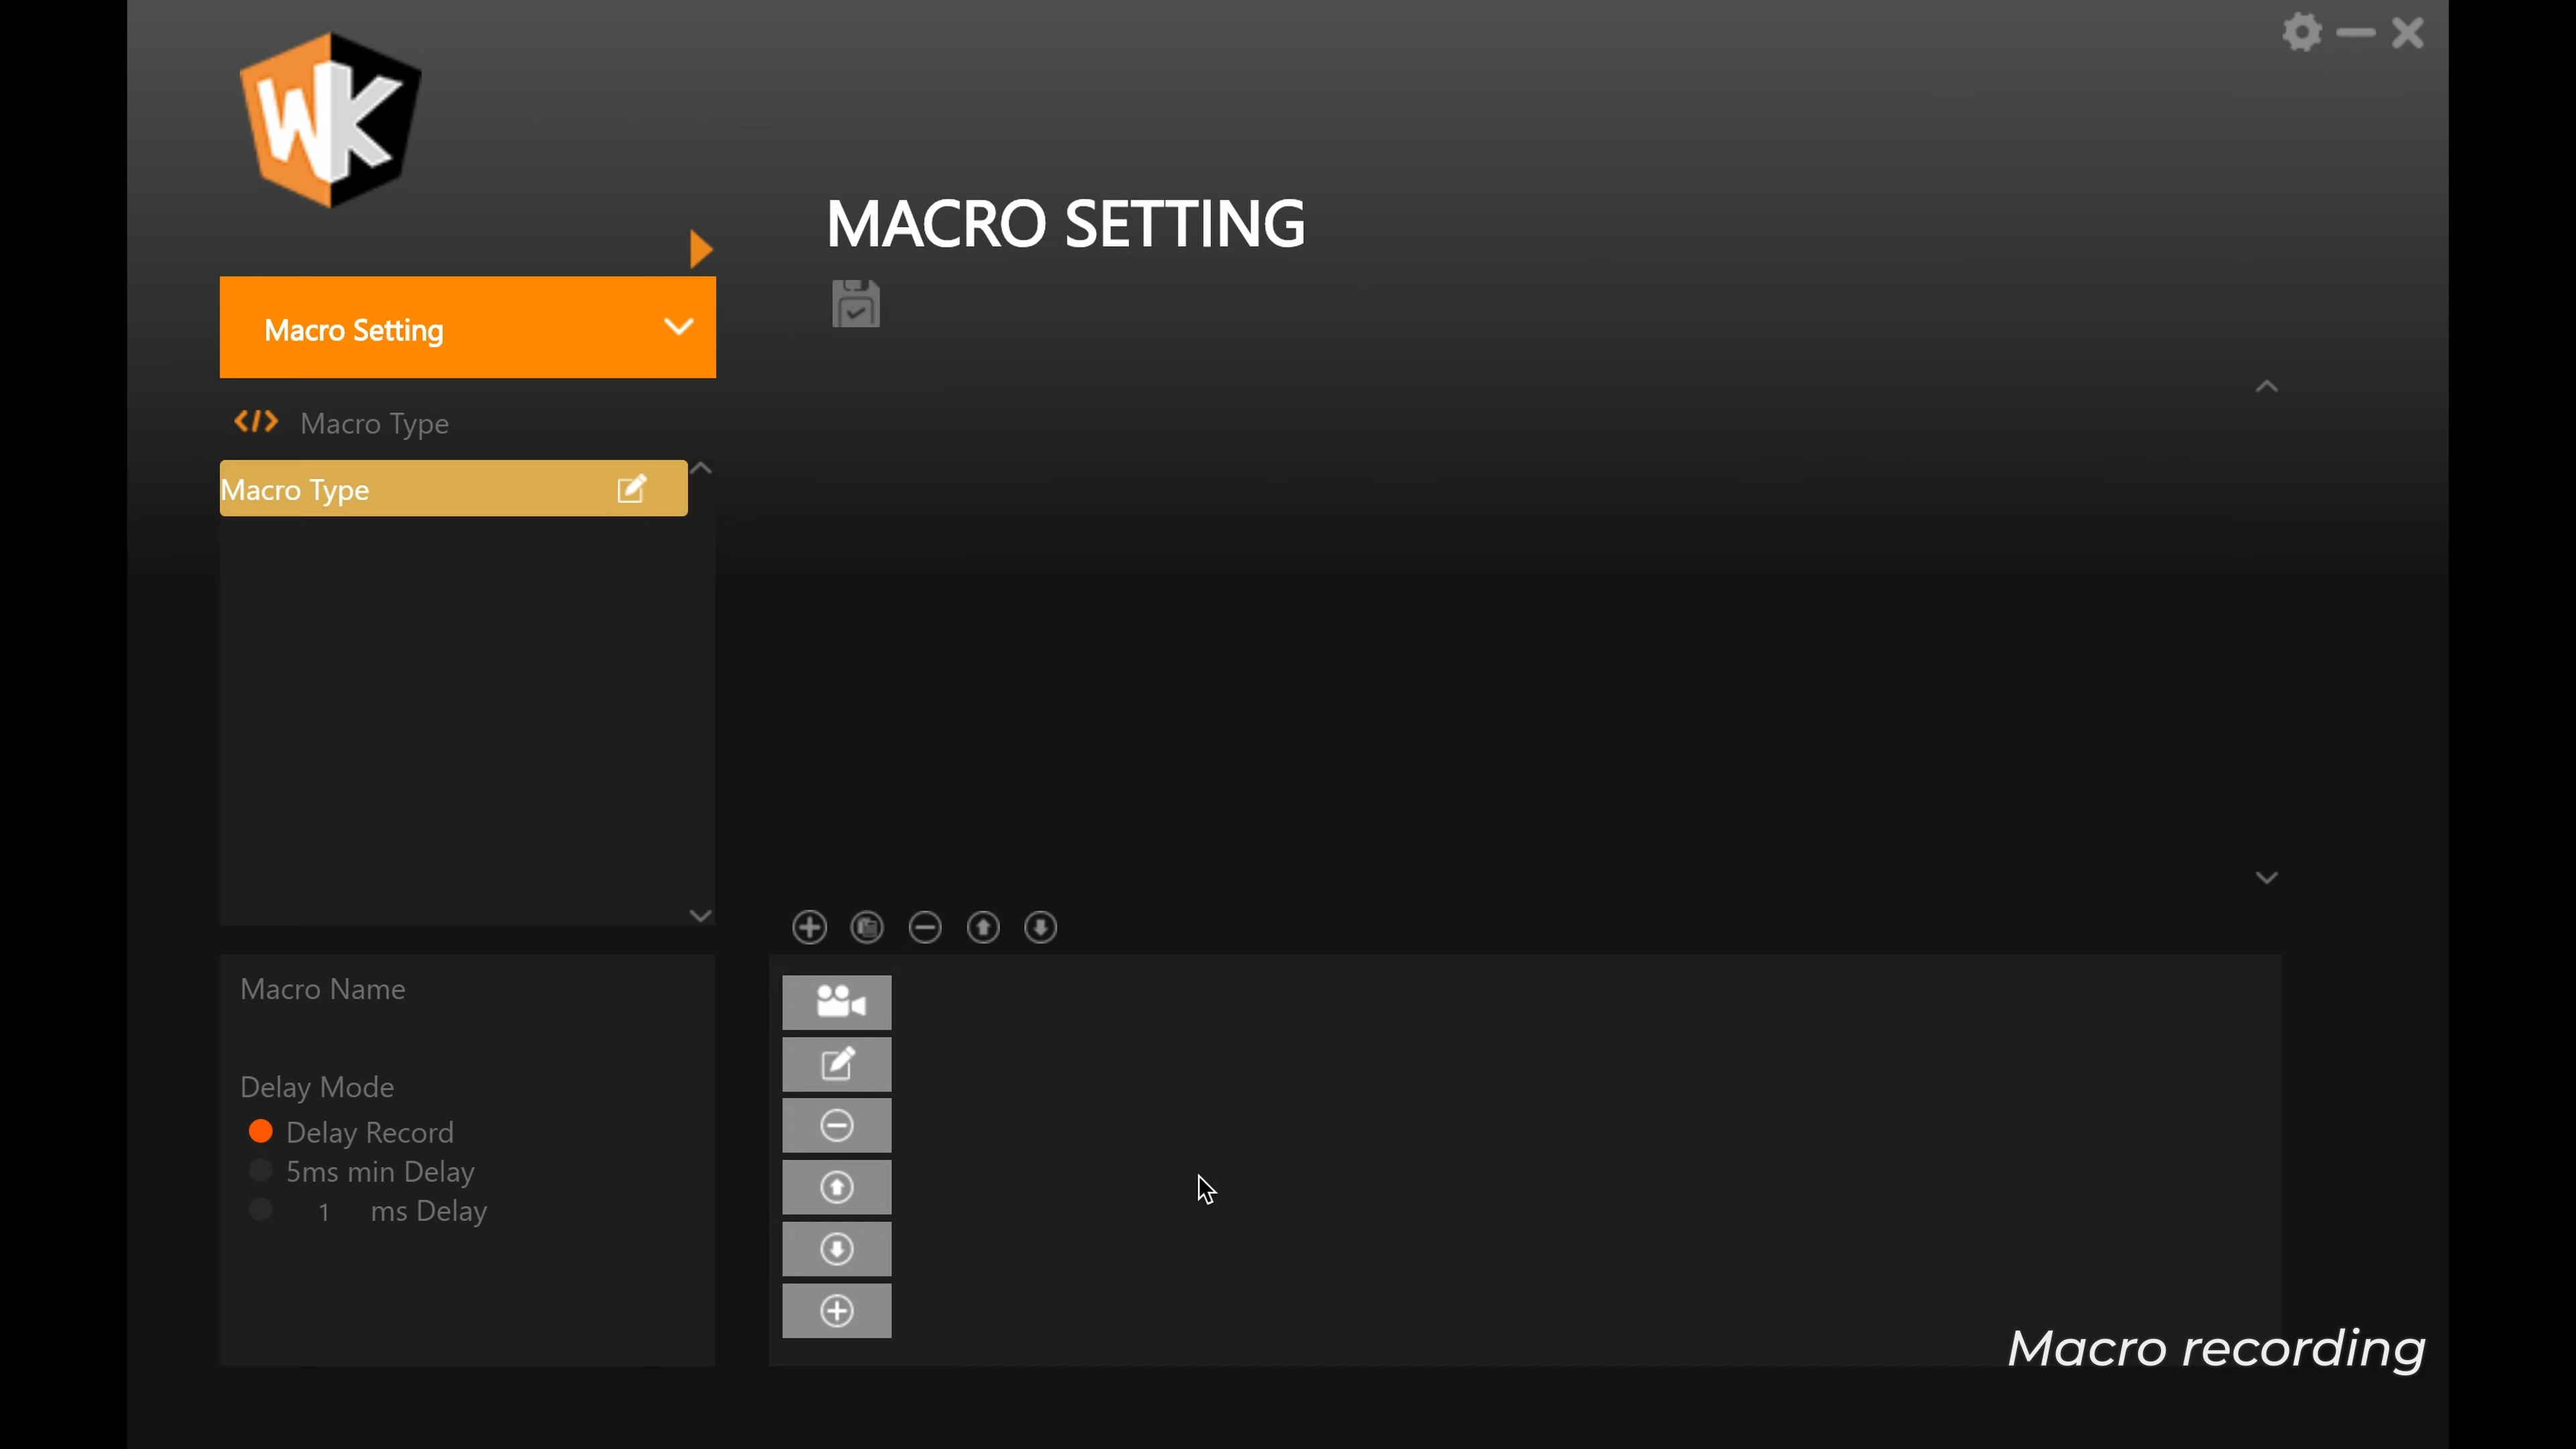 WK
MACRO SETTING
Macro Setting
</> Macro Type
Macro Type
Macro Name
Delay Mode
Delay Record
5ms min Delay
1 ms Delay
Macro recording